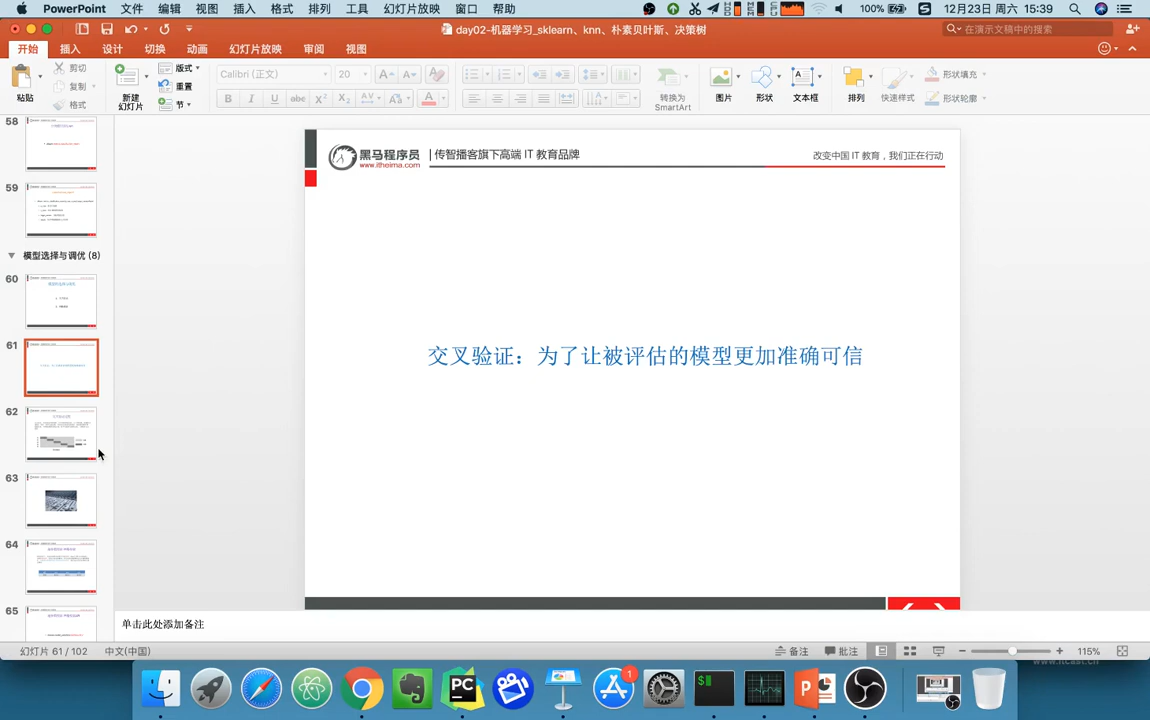 PowerPoint 文件 编辑 视图 插入 格式 排列 工具 幻灯片放映 窗口 帮助 100% 12月23日 周六 15:39
day02-机器学习_sklearn、knn、朴素贝叶斯、决策树
在演示文稿中的搜索
开始 插入 设计 切换 动画 幻灯片放映 审阅 视图
粘贴 剪切 复制 格式 新建幻灯片 版式 重置 节
Calibri (正文) 20
B I U abc X² X₂ A
转换为 SmartArt 图片 形状 文本框 排列 快速样式 形状填充 形状轮廓
58
59
模型选择与调优 (8)
60
61
62
63
64
65
黑马程序员 www.itheima.com | 传智播客旗下高端 IT 教育品牌
改变中国 IT 教育，我们正在行动
交叉验证：为了让被评估的模型更加准确可信
单击此处添加备注
幻灯片 61 / 102 中文(中国) 备注 批注 115%
www.itcast.cn
PC
1
$
P